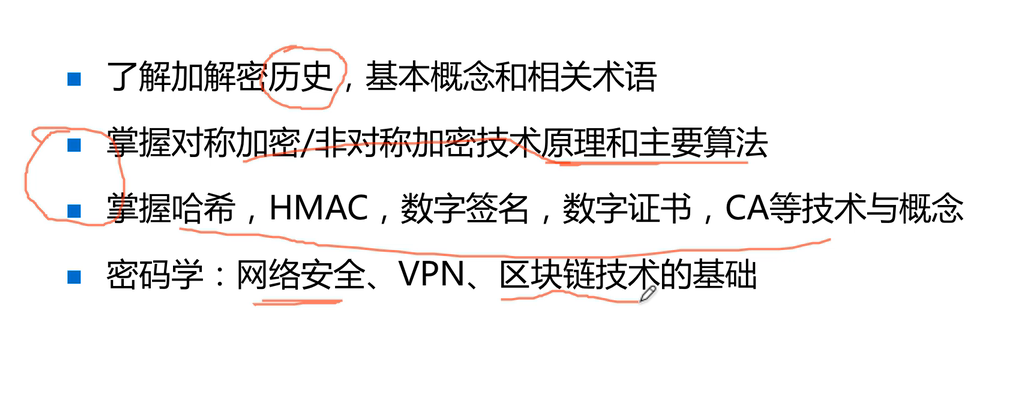 了解加解密历史，基本概念和相关术语
掌握对称加密/非对称加密技术原理和主要算法
掌握哈希，HMAC，数字签名，数字证书，CA等技术与概念
密码学：网络安全、VPN、区块链技术的基础